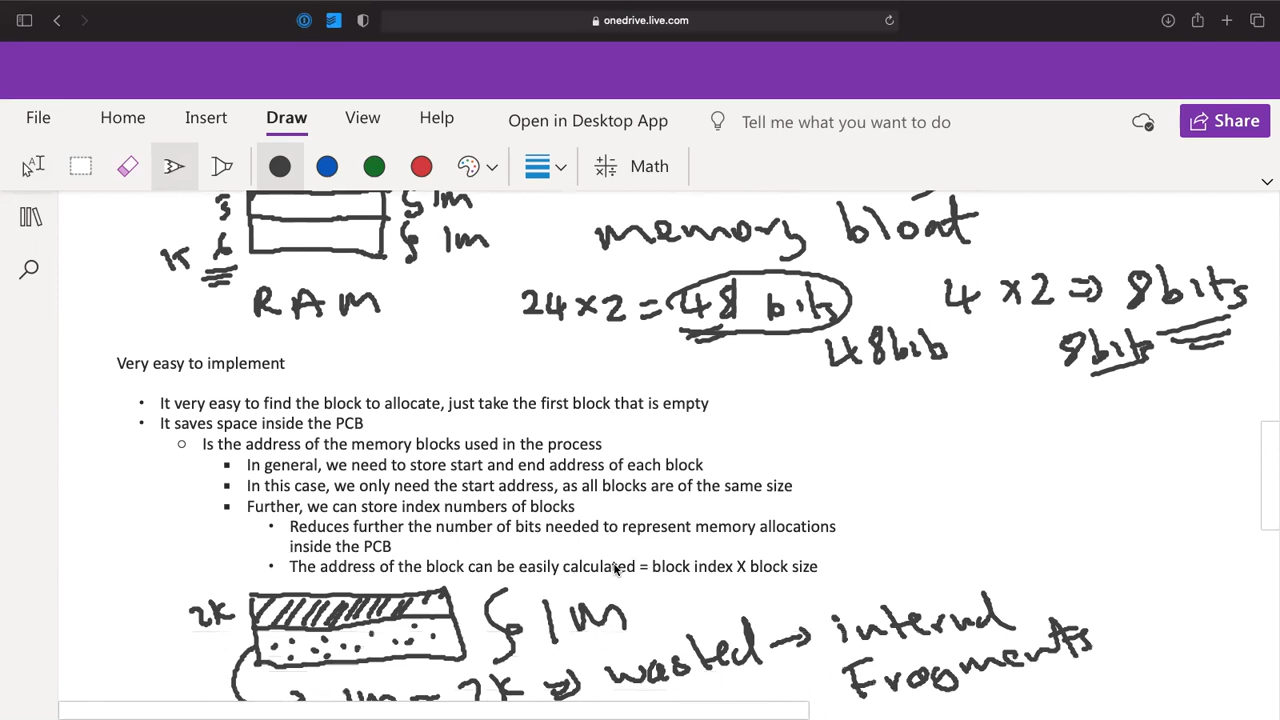 onedrive.live.com
File Home Insert Draw View Help Open in Desktop App Tell me what you want to do Share
Math
1m
1m
15
RAM
memory bloat
24 x 2 = 48 bits
48bib
4 x 2 => 8bits
8bits
Very easy to implement
• It very easy to find the block to allocate, just take the first block that is empty
• It saves space inside the PCB
o Is the address of the memory blocks used in the process
▪ In general, we need to store start and end address of each block
▪ In this case, we only need the start address, as all blocks are of the same size
▪ Further, we can store index numbers of blocks
• Reduces further the number of bits needed to represent memory allocations
inside the PCB
• The address of the block can be easily calculated = block index X block size
2K
1m
1m - 2K => wasted -> internal
Fragments